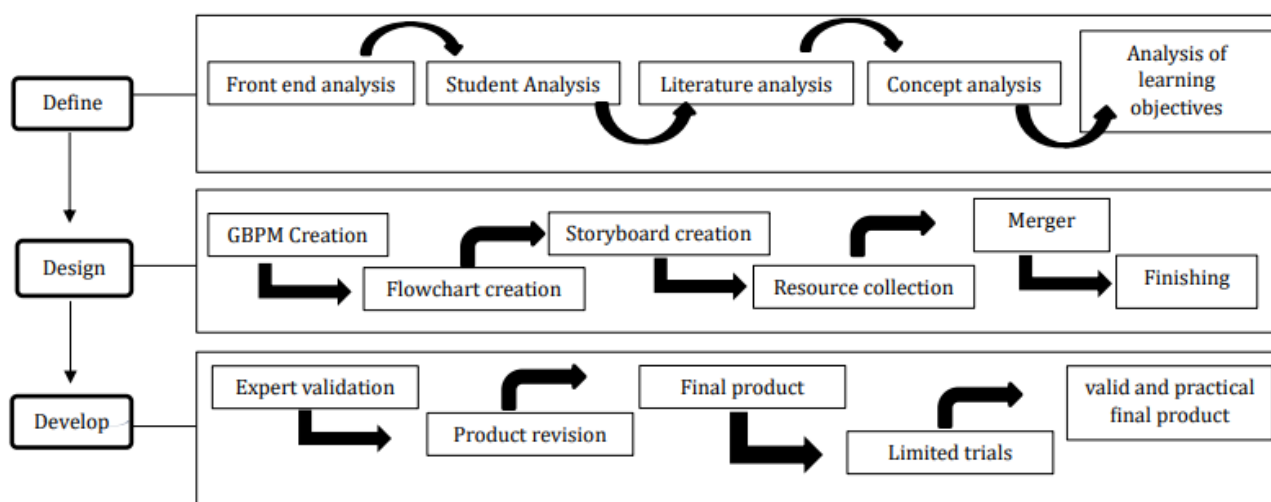 Define
Front end analysis
Student Analysis
Literature analysis
Concept analysis
Analysis of
learning
objectives
Design
GBPM Creation
Flowchart creation
Storyboard creation
Resource collection
Merger
Finishing
Develop
Expert validation
Product revision
Final product
Limited trials
valid and practical
final product